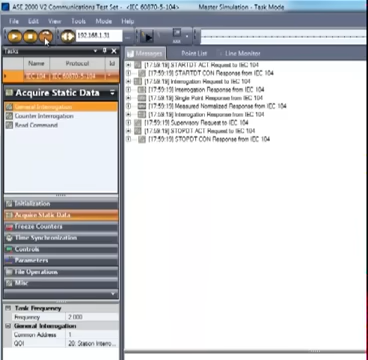 ASE 2000 V2 Communications Test Set - <IEC 60870-5-104> Master Simulation - Task Mode
File Edit View Tools Mode Help
192.168.1.31
Tasks
Name Protocol Id
IEC 104 IEC 60870-5-104
Acquire Static Data
General Interrogation
Counter Interrogation
Read Command
Initialization
Acquire Static Data
Freeze Counters
Time Synchronization
Controls
Parameters
File Operations
Misc
Task Frequency
Frequency 2.000
General Interrogation
Common Address 1
QOI 20: Station Interro...
Messages Point List Line Monitor
[17:59:19] STARTDT ACT Request to IEC 104
[17:59:19] STARTDT CON Response from IEC 104
[17:59:19] Interrogation Request to IEC 104
[17:59:19] Interrogation Response from IEC 104
[17:59:19] Single Point Response from IEC 104
[17:59:19] Measured Normalized Response from IEC 104
[17:59:19] Interrogation Response from IEC 104
[17:59:19] Supervisory Request to IEC 104
[17:59:19] STOPDT ACT Request to IEC 104
[17:59:19] STOPDT CON Response from IEC 104